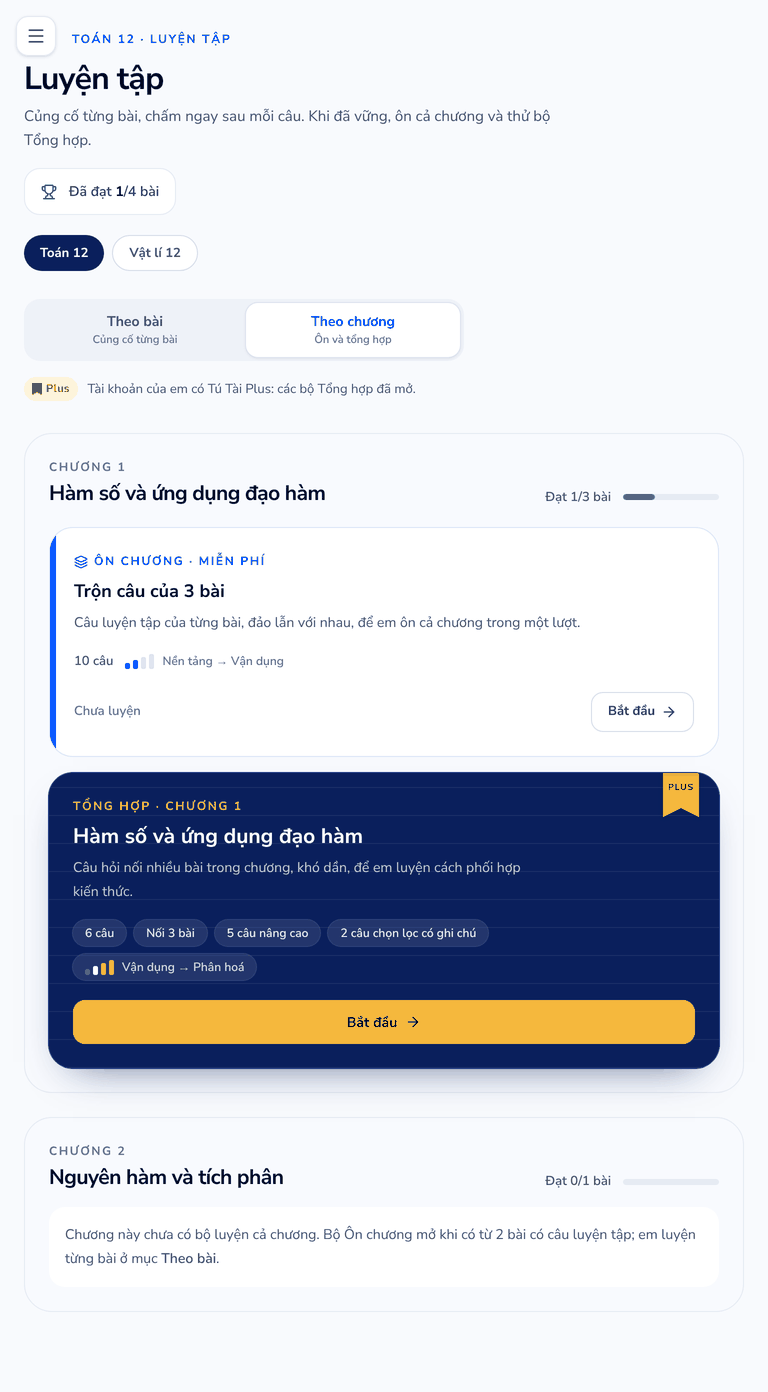 TOÁN 12 · LUYỆN TẬP
Luyện tập
Củng cố từng bài, chấm ngay sau mỗi câu. Khi đã vững, ôn cả chương và thử bộ
Tổng hợp.
Đã đạt 1/4 bài
Toán 12
Vật lí 12
Theo bài
Củng cố từng bài
Theo chương
Ôn và tổng hợp
Plus
Tài khoản của em có Tú Tài Plus: các bộ Tổng hợp đã mở.
CHƯƠNG 1
Hàm số và ứng dụng đạo hàm
Đạt 1/3 bài
ÔN CHƯƠNG · MIỄN PHÍ
Trộn câu của 3 bài
Câu luyện tập của từng bài, đảo lẫn với nhau, để em ôn cả chương trong một lượt.
10 câu
Nền tảng → Vận dụng
Chưa luyện
Bắt đầu →
PLUS
TỔNG HỢP · CHƯƠNG 1
Hàm số và ứng dụng đạo hàm
Câu hỏi nối nhiều bài trong chương, khó dần, để em luyện cách phối hợp
kiến thức.
6 câu
Nối 3 bài
5 câu nâng cao
2 câu chọn lọc có ghi chú
Vận dụng → Phân hoá
Bắt đầu →
CHƯƠNG 2
Nguyên hàm và tích phân
Đạt 0/1 bài
Chương này chưa có bộ luyện cả chương. Bộ Ôn chương mở khi có từ 2 bài có câu luyện tập; em luyện
từng bài ở mục Theo bài.